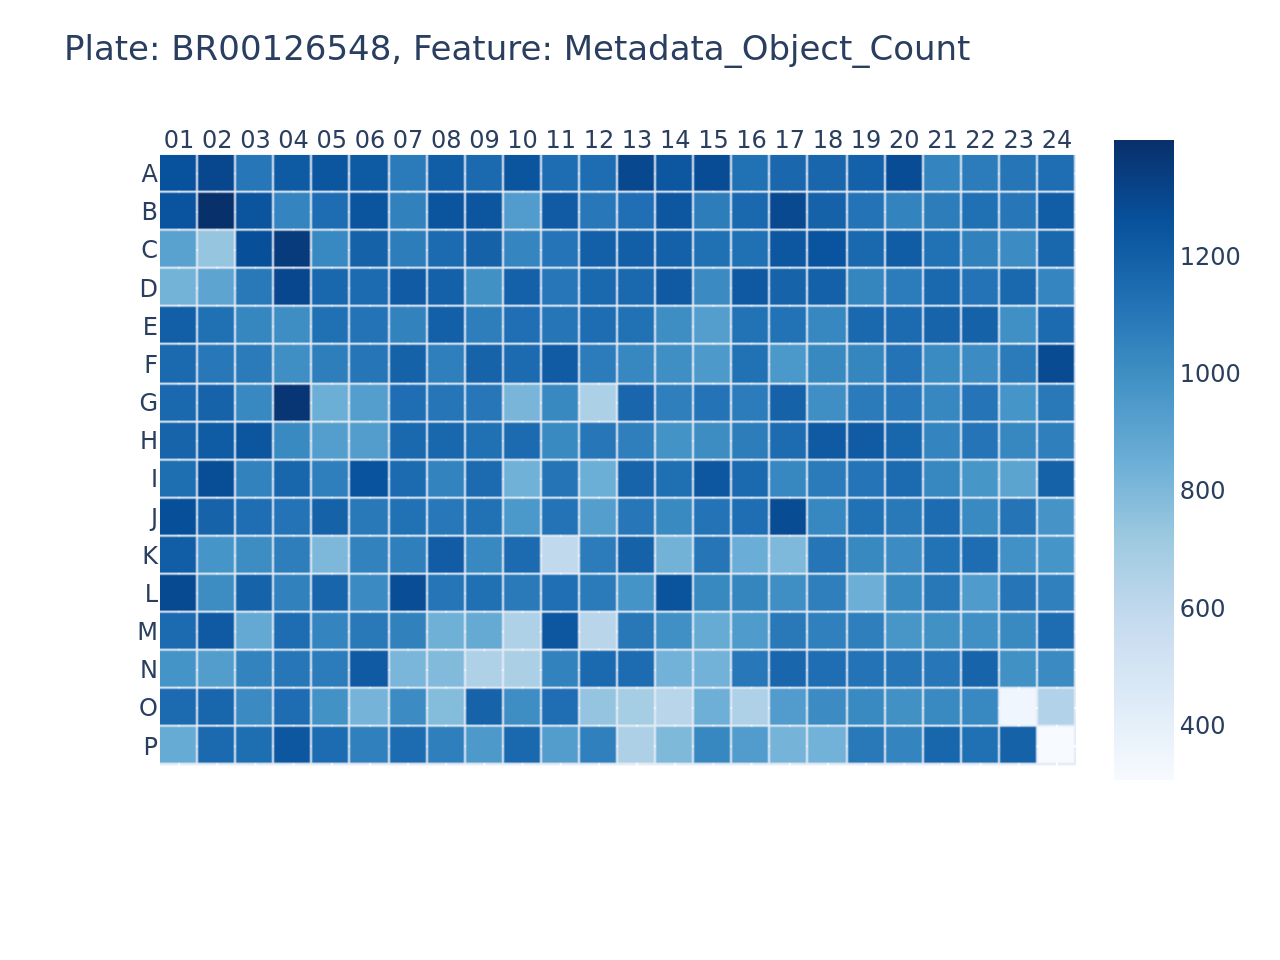 Plate: BR00126548, Feature: Metadata_Object_Count
01 02 03 04 05 06 07 08 09 10 11 12 13 14 15 16 17 18 19 20 21 22 23 24
A
B
C
D
E
F
G
H
I
J
K
L
M
N
O
P
1200
1000
800
600
400